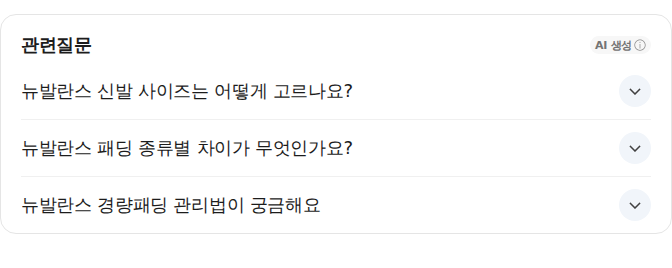 관련질문
AI 생성
뉴발란스 신발 사이즈는 어떻게 고르나요?
뉴발란스 패딩 종류별 차이가 무엇인가요?
뉴발란스 경량패딩 관리법이 궁금해요